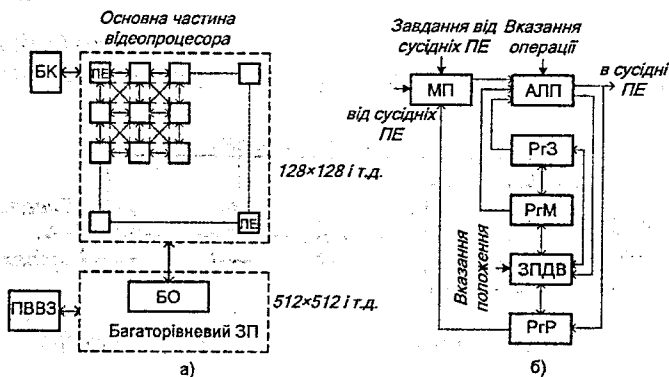 Основна частина
відеопроцесора
БК
ПЕ
128×128 і т.д.
ПЕ
БО
512×512 і т.д.
ПВВЗ
Багаторівневий ЗП
а)
Завдання від
сусідніх ПЕ
Вказання
операції
МП
АЛП
в сусідні
ПЕ
від сусідніх
ПЕ
РгЗ
РгМ
Вказання
положення
ЗПДВ
РгР
б)